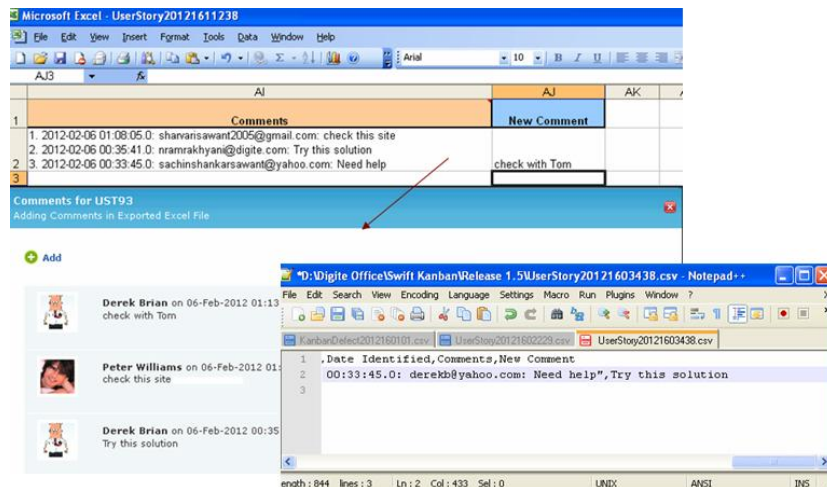 Microsoft Excel - UserStory20121611238
File Edit View Insert Format Tools Data Window Help
Arial 10 B I U
AJ3 fx
AI AJ AK
1 Comments New Comment
1. 2012-02-06 01:08:05.0: sharvarisawant2005@gmail.com: check this site
2. 2012-02-06 00:35:41.0: nramrakhyani@digite.com: Try this solution
2 3. 2012-02-06 00:33:45.0: sachinshankarsawant@yahoo.com: Need help check with Tom
3
Comments for UST93
Adding Comments in Exported Excel File
Add
Derek Brian on 06-Feb-2012 01:13
check with Tom
Peter Williams on 06-Feb-2012 01:
check this site
Derek Brian on 06-Feb-2012 00:35
Try this solution
*D:\Digite Office\Swift Kanban\Release 1.5\UserStory20121603438.csv - Notepad++
File Edit Search View Encoding Language Settings Macro Run Plugins Window ?
KanbanDefect2012160101.csv UserStory20121602229.csv UserStory20121603438.csv
1 ,Date Identified,Comments,New Comment
2 00:33:45.0: derekb@yahoo.com: Need help",Try this solution
3
ength : 844 lines : 3 Ln : 2 Col : 433 Sel : 0 UNIX ANSI INS